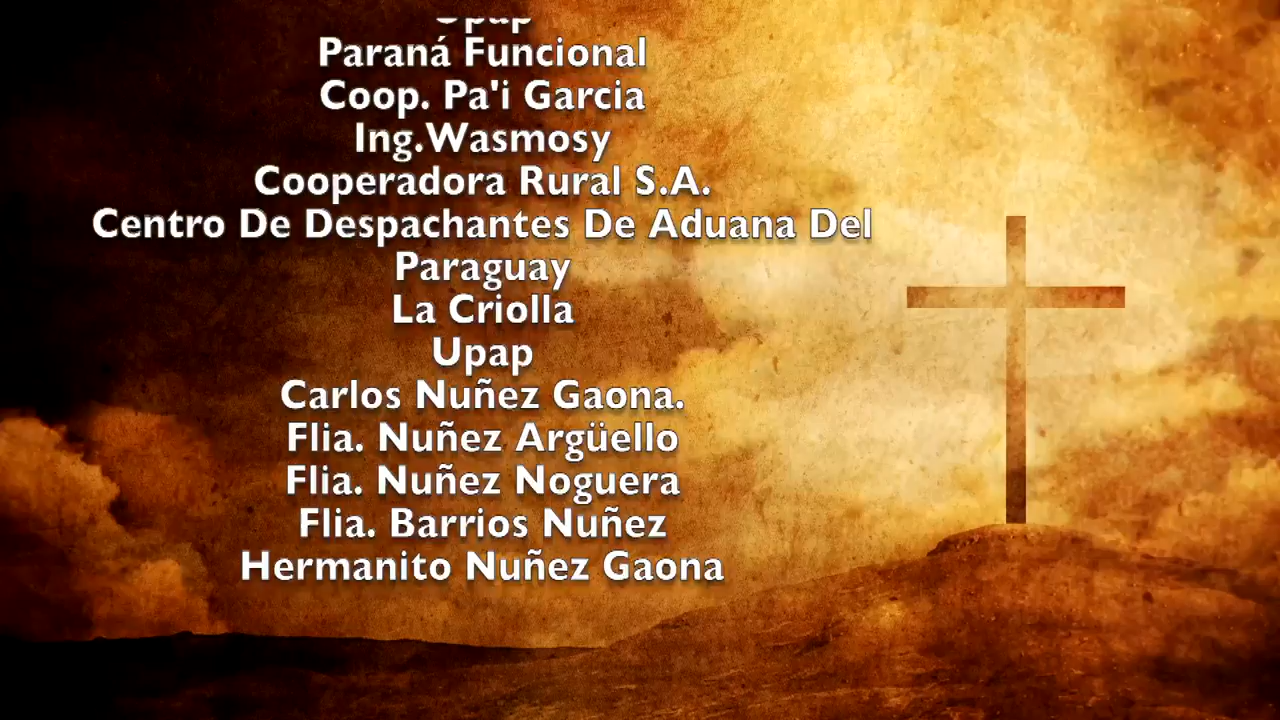 Paraná Funcional
Coop. Pa'i Garcia
Ing.Wasmosy
Cooperadora Rural S.A.
Centro De Despachantes De Aduana Del
Paraguay
La Criolla
Upap
Carlos Nuñez Gaona.
Flia. Nuñez Argüello
Flia. Nuñez Noguera
Flia. Barrios Nuñez
Hermanito Nuñez Gaona